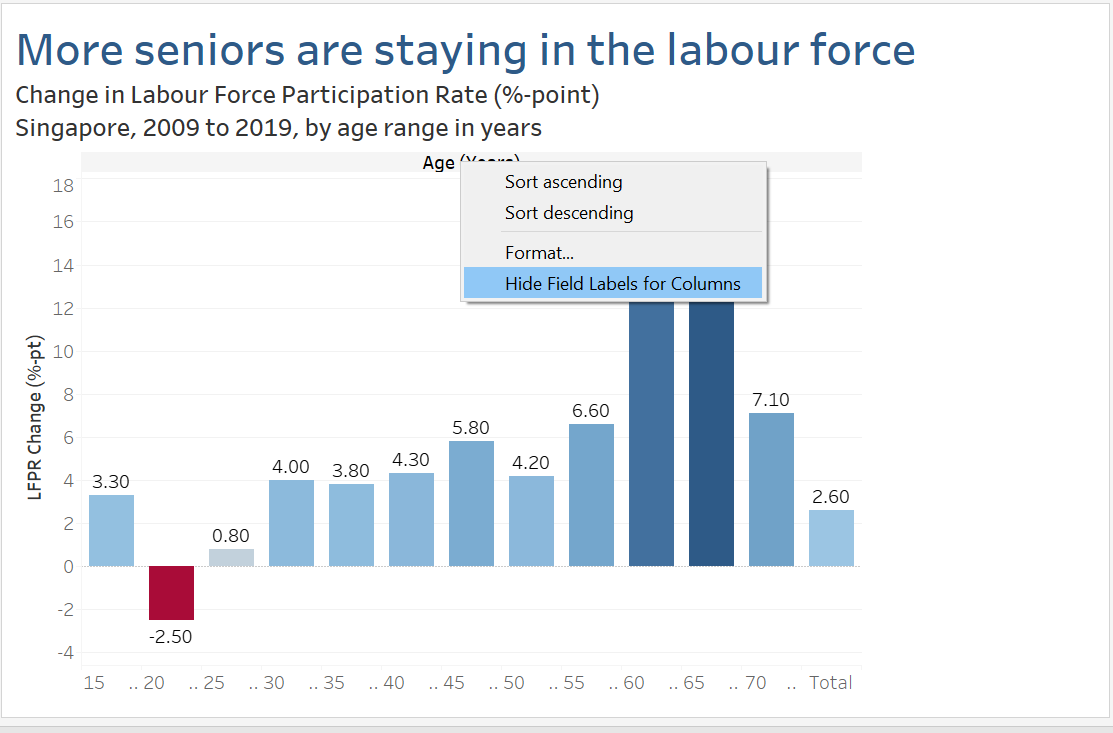 More seniors are staying in the labour force
Change in Labour Force Participation Rate (%-point)
Singapore, 2009 to 2019, by age range in years
Age (Years)
Sort ascending
Sort descending
Format...
Hide Field Labels for Columns
LFPR Change (%-pt)
18
16
14
12
10
8
6
4
2
0
-2
-4
3.30
-2.50
0.80
4.00
3.80
4.30
5.80
4.20
6.60
7.10
2.60
15 .. 20 .. 25 .. 30 .. 35 .. 40 .. 45 .. 50 .. 55 .. 60 .. 65 .. 70 .. Total